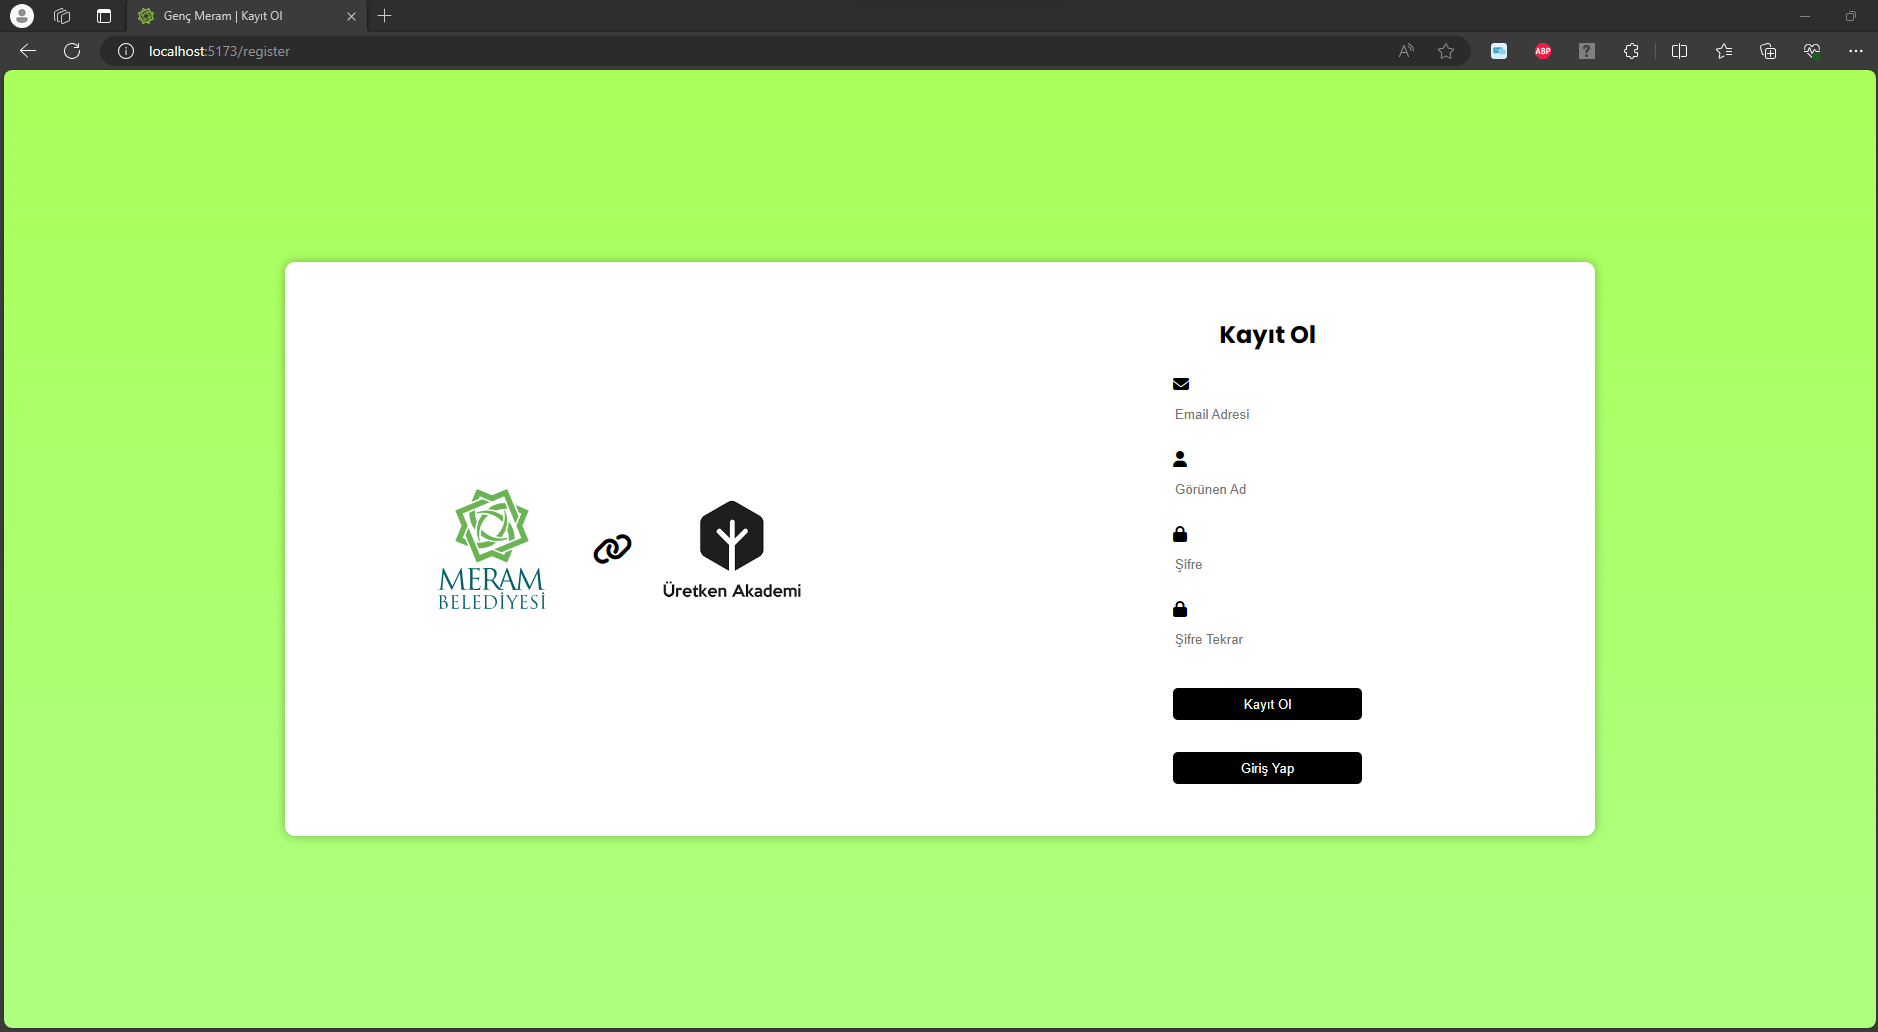 Genç Meram | Kayıt Ol
localhost:5173/register
ABP
Kayıt Ol
Email Adresi
Görünen Ad
Şifre
Şifre Tekrar
Kayıt Ol
Giriş Yap
MERAM
BELEDİYESİ
Üretken Akademi